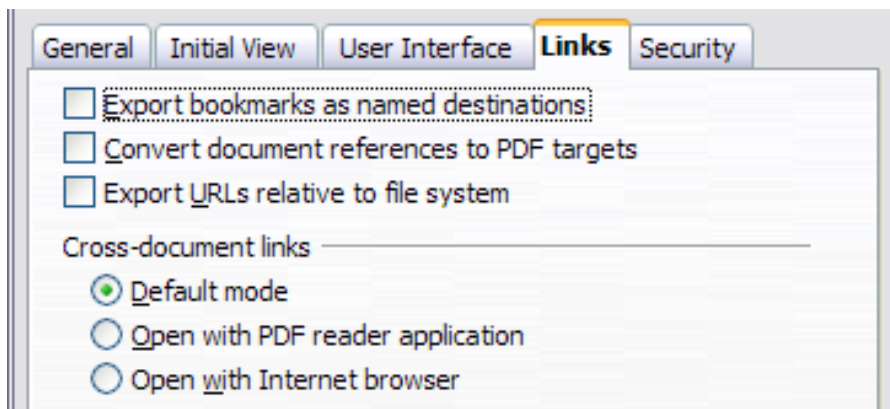 General Initial View User Interface Links Security
Export bookmarks as named destinations
Convert document references to PDF targets
Export URLs relative to file system
Cross-document links
Default mode
Open with PDF reader application
Open with Internet browser